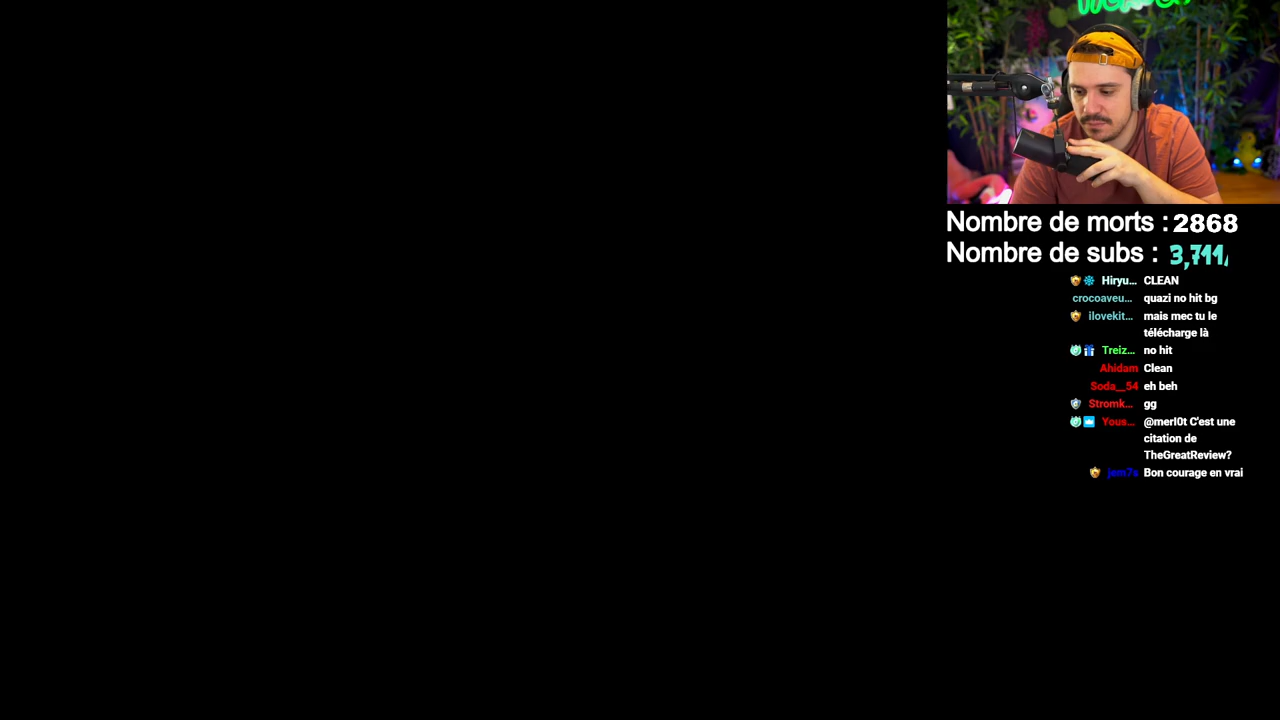 Nombre de morts : 2868
Nombre de subs : 3,711
Hiryu... CLEAN
crocoaveu... quazi no hit bg
ilovekit... mais mec tu le
télécharge là
Treiz... no hit
Ahidam Clean
Soda__54 eh beh
Stromk... gg
Yous... @merl0t C'est une
citation de
TheGreatReview?
jem7s Bon courage en vrai